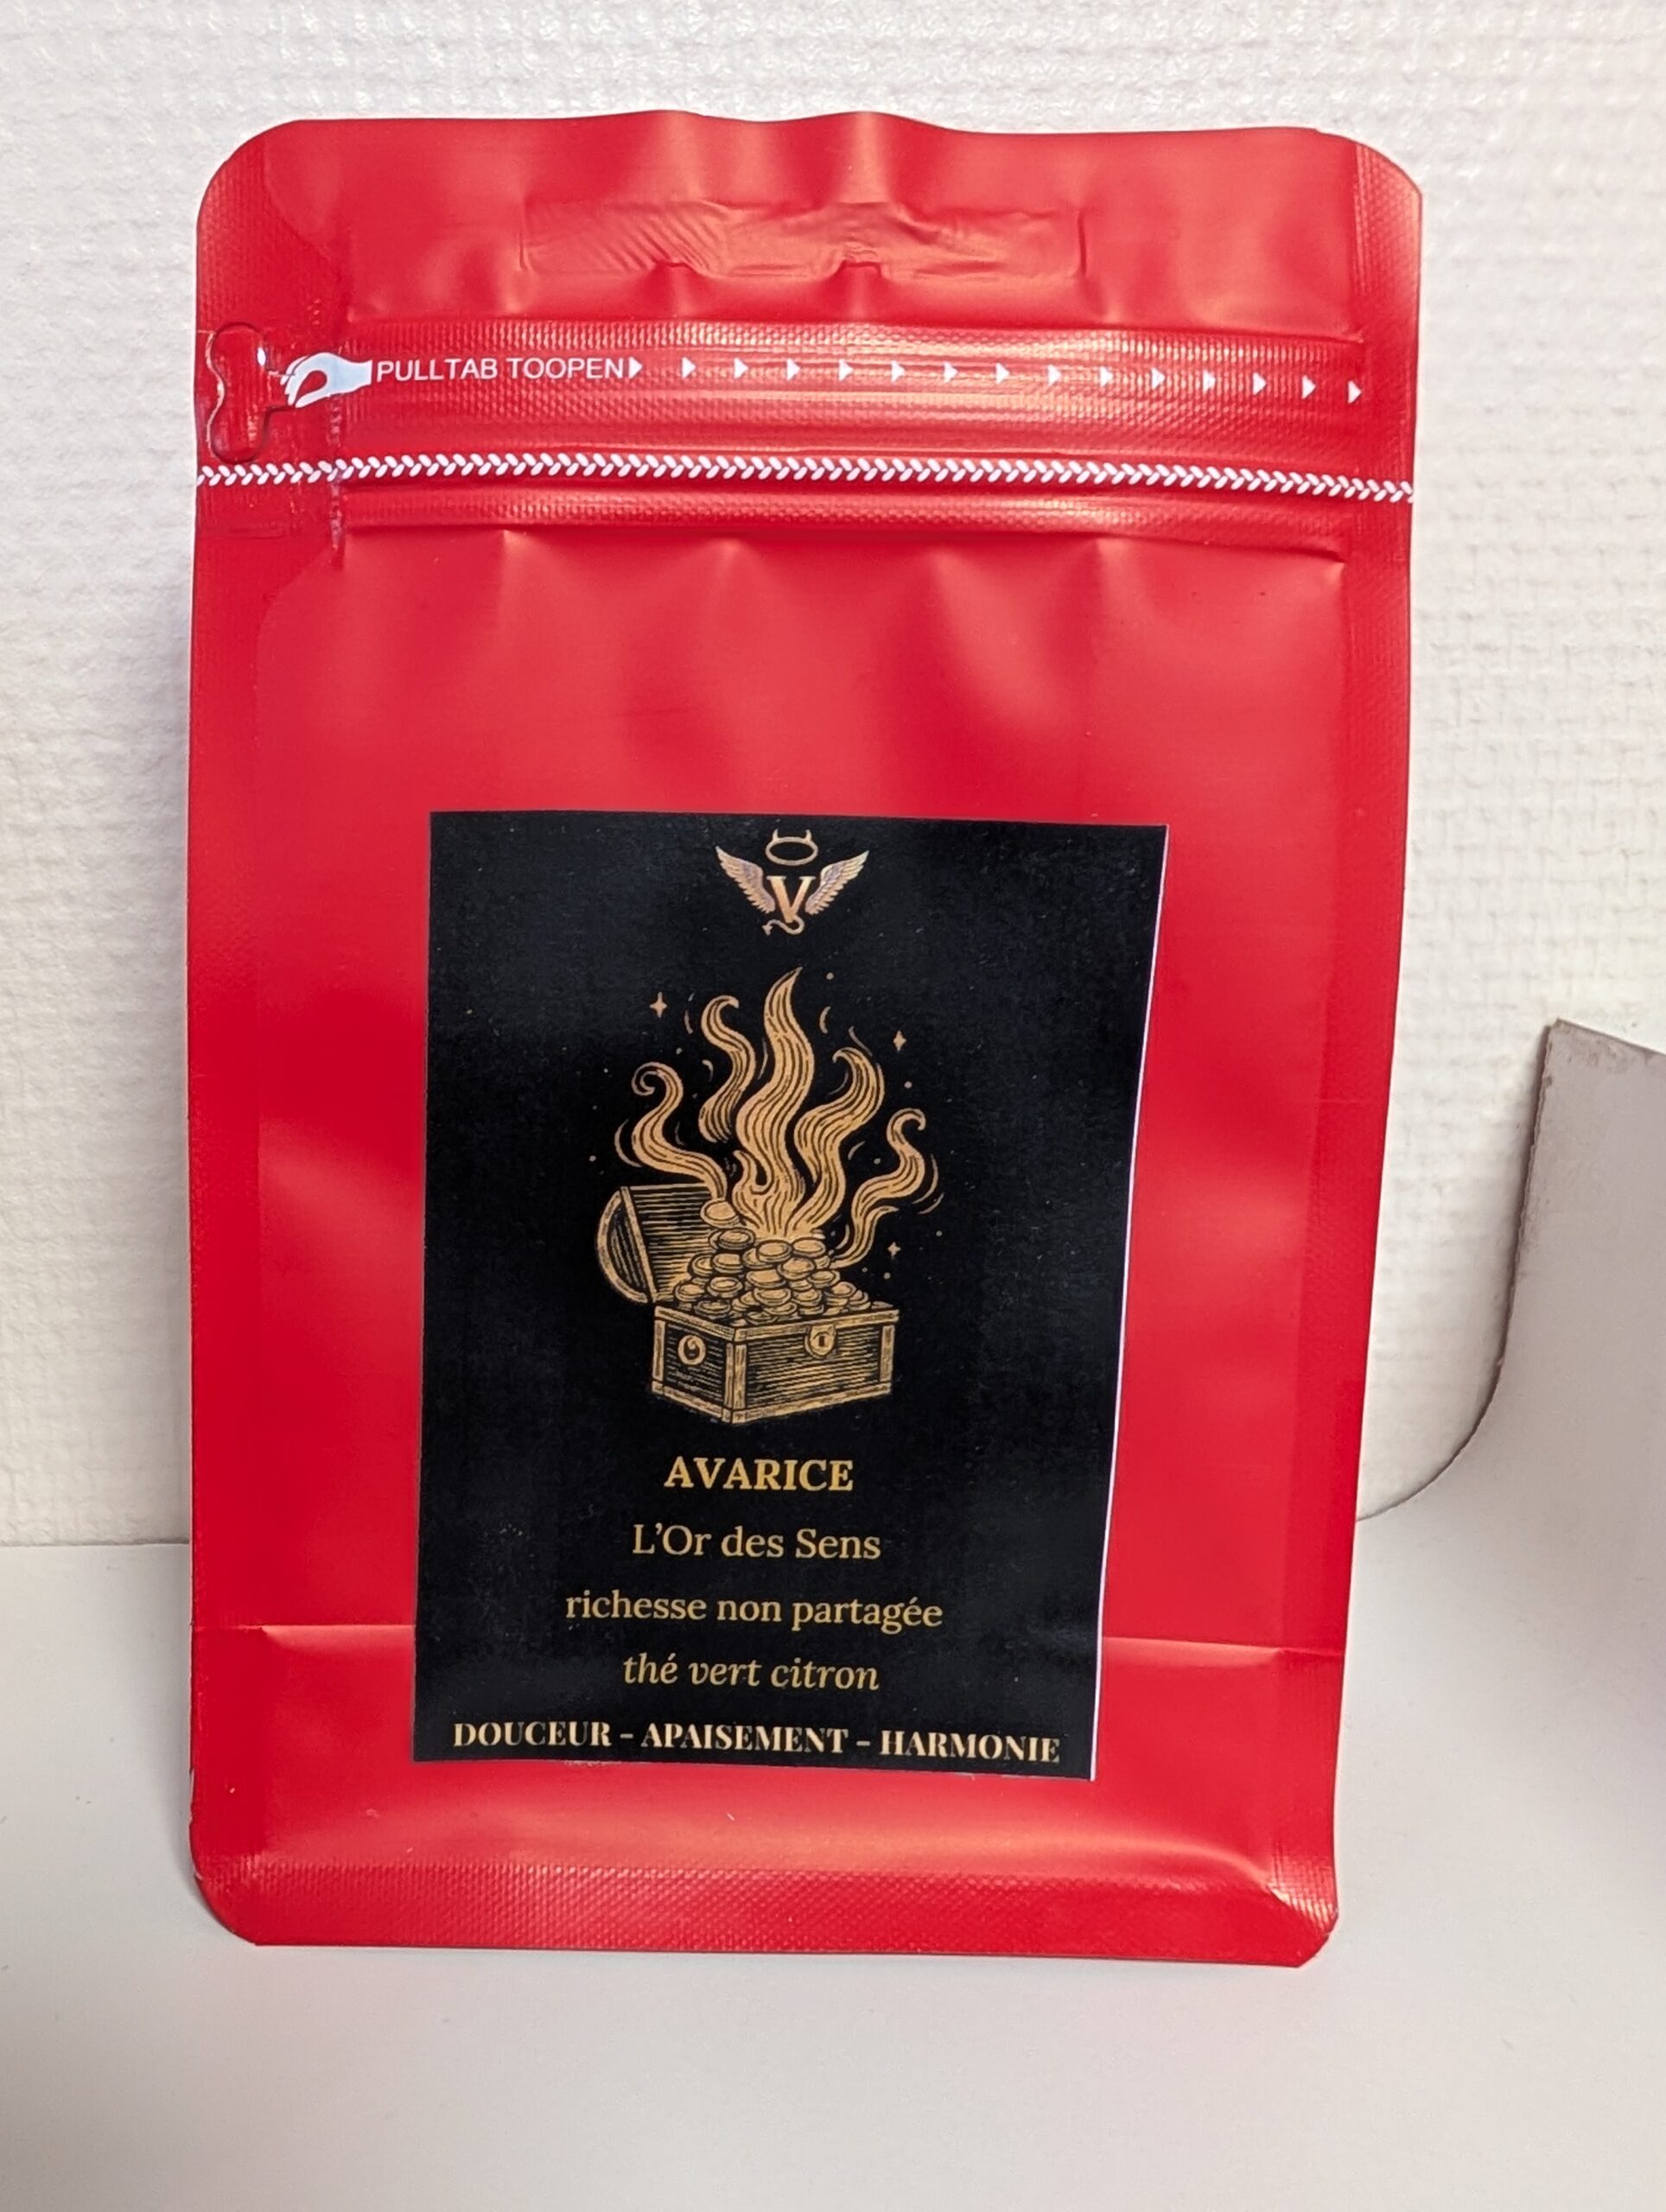 PULLTAB TOOPEN
V
AVARICE
L'Or des Sens
richesse non partagée
thé vert citron
DOUCEUR – APAISEMENT – HARMONIE